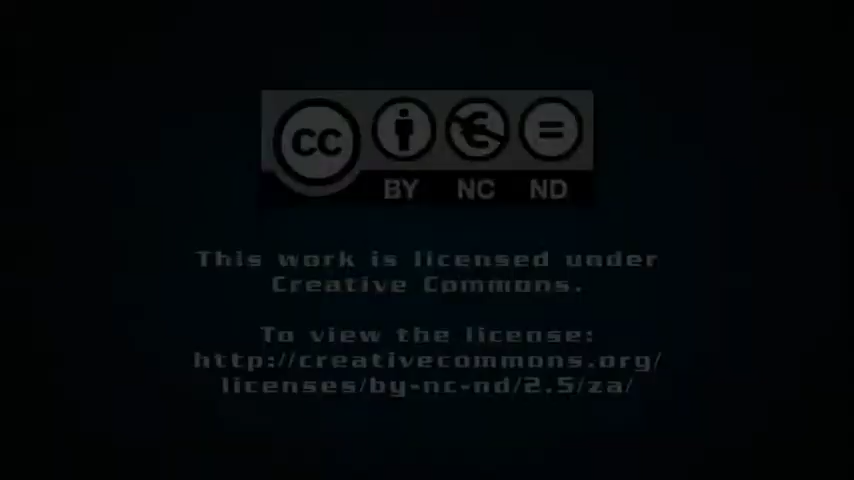 CC
BY NC ND
This work is licensed under
Creative Commons.
To view the license:
http://creativecommons.org/
licenses/by-nc-nd/2.5/za/